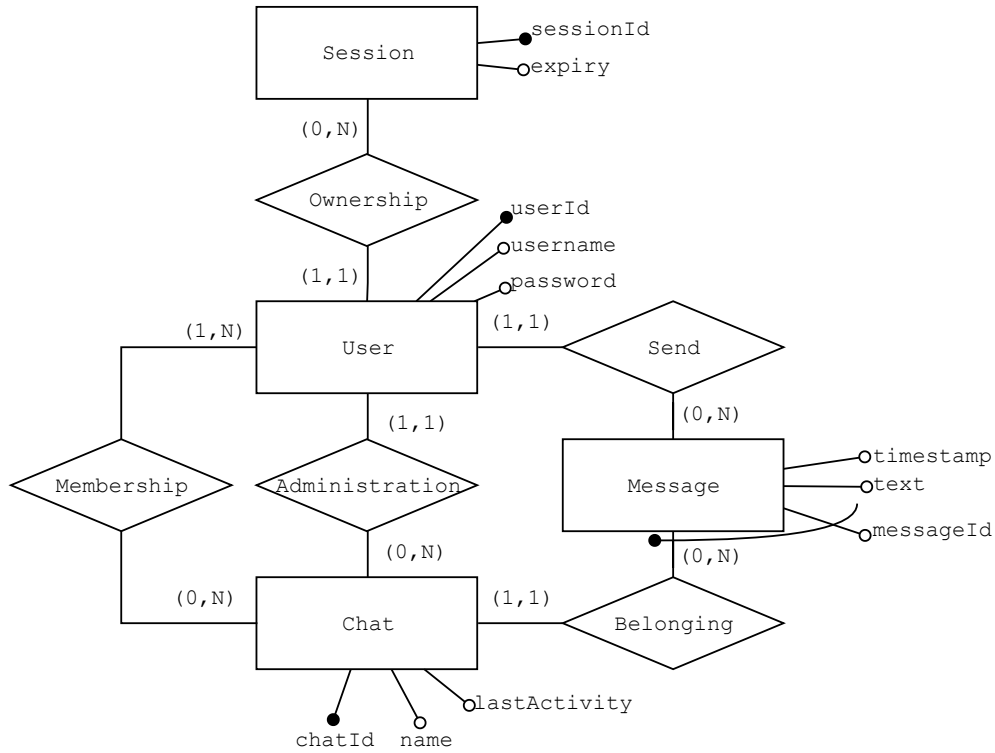 sessionId
Session
expiry
(0,N)
Ownership
userId
username
(1,1)
password
(1,1)
(1,N)
User
Send
(1,1)
(0,N)
timestamp
Membership
Administration
Message
text
messageId
(0,N)
(0,N)
(0,N)
(1,1)
Chat
Belonging
lastActivity
chatId
name